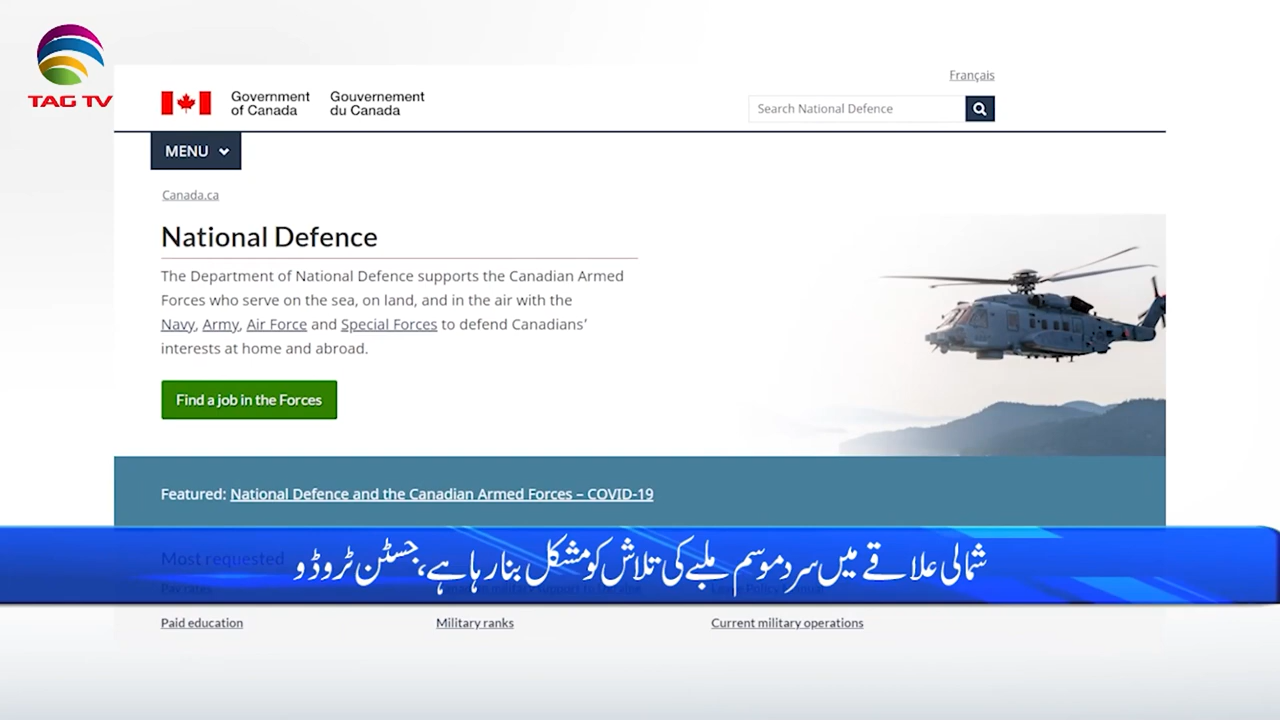 TAG TV
Français
Government of Canada
Gouvernement du Canada
Search National Defence
MENU
Canada.ca
National Defence
The Department of National Defence supports the Canadian Armed
Forces who serve on the sea, on land, and in the air with the
Navy, Army, Air Force and Special Forces to defend Canadians’
interests at home and abroad.
Find a job in the Forces
Featured: National Defence and the Canadian Armed Forces – COVID-19
Most requested
شمالی علاقے میں سرد موسم ملبے کی تلاش کو مشکل بنا رہا ہے، جسٹن ٹروڈو
Pay rates
Paid education
Military ranks
Current military operations